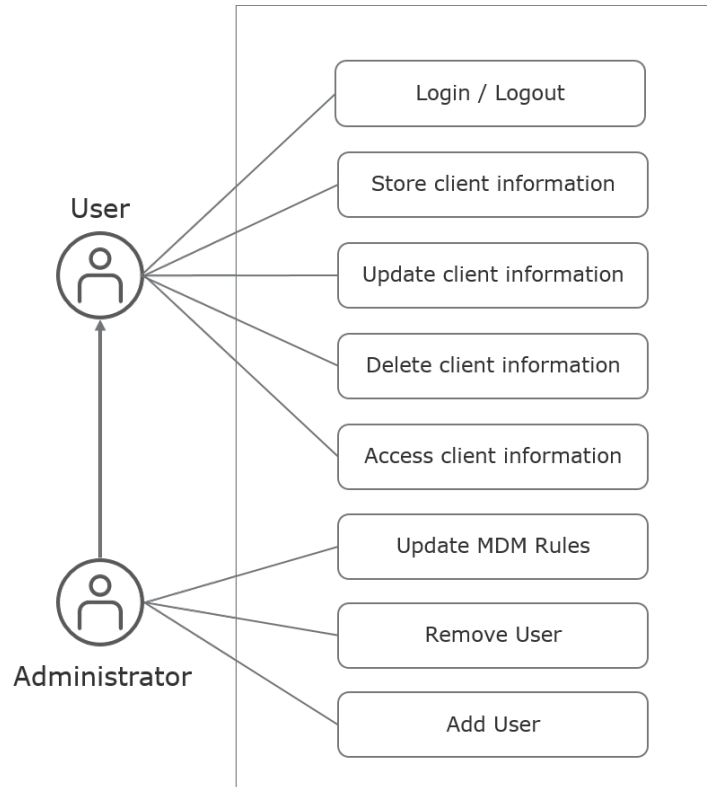 Login / Logout
Store client information
User
Update client information
Delete client information
Access client information
Update MDM Rules
Remove User
Administrator
Add User